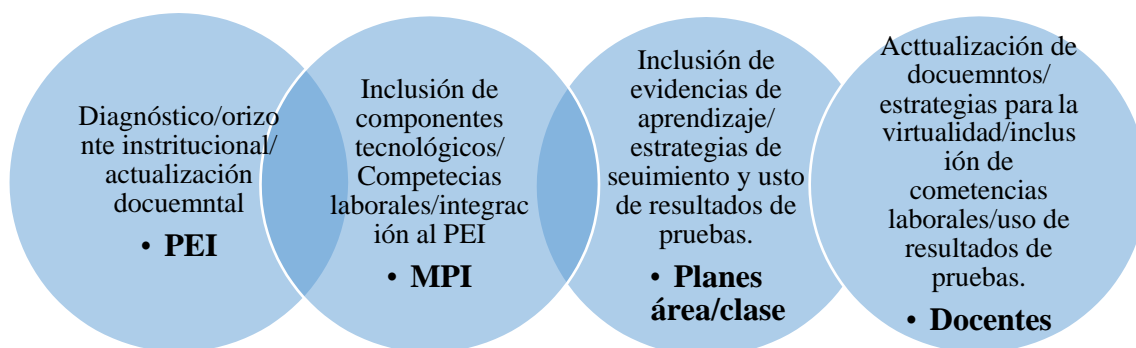 Diagnóstico/orizo
nte instritucional/
actualización
docuemntal
• PEI
Inclusión de
componentes
tecnológicos/
Competecias
laborales/integrac
ión al PEI
• MPI
Inclusión de
evidencias de
aprendizaje/
estrategias de
seuimiento y usto
de resultados de
pruebas.
• Planes
área/clase
Acttualización de
docuemntos/
estrategias para la
virtualidad/inclus
ión de
cometencias
laborales/uso de
resultados de
pruebas.
• Docentes